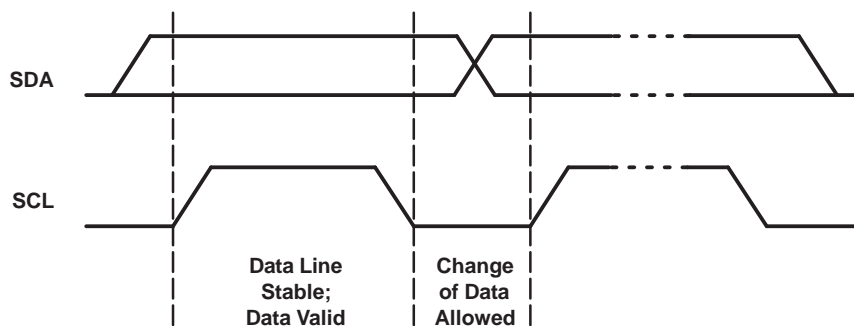 SDA
SCL
Data Line
Stable;
Data Valid
Change
of Data
Allowed